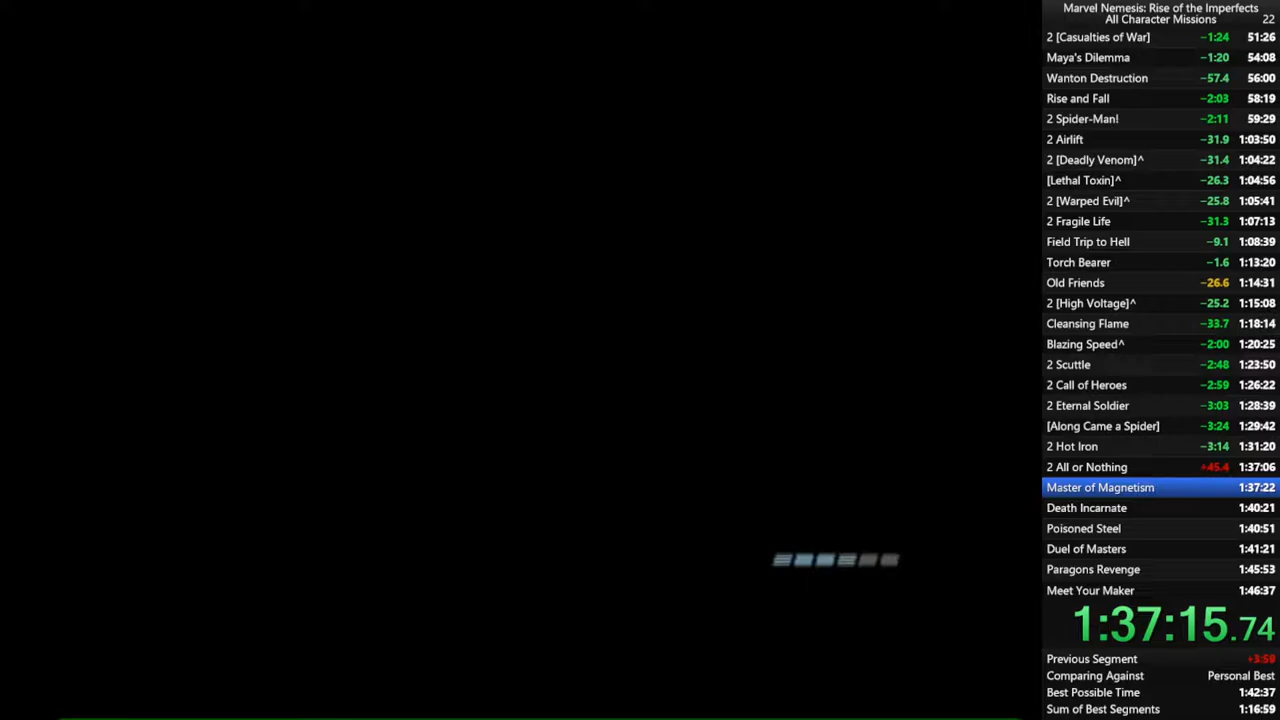 Marvel Nemesis: Rise of the Imperfects
All Character Missions 22
2 [Casualties of War] −1:24 51:26
Maya's Dilemma −1:20 54:08
Wanton Destruction −57.4 56:00
Rise and Fall −2:03 58:19
2 Spider-Man! −2:11 59:29
2 Airlift −31.9 1:03:50
2 [Deadly Venom]^ −31.4 1:04:22
[Lethal Toxin]^ −26.3 1:04:56
2 [Warped Evil]^ −25.8 1:05:41
2 Fragile Life −31.3 1:07:13
Field Trip to Hell −9.1 1:08:39
Torch Bearer −1.6 1:13:20
Old Friends −26.6 1:14:31
2 [High Voltage]^ −25.2 1:15:08
Cleansing Flame −33.7 1:18:14
Blazing Speed^ −2:00 1:20:25
2 Scuttle −2:48 1:23:50
2 Call of Heroes −2:59 1:26:22
2 Eternal Soldier −3:03 1:28:39
[Along Came a Spider] −3:24 1:29:42
2 Hot Iron −3:14 1:31:20
2 All or Nothing +45.4 1:37:06
Master of Magnetism 1:37:22
Death Incarnate 1:40:21
Poisoned Steel 1:40:51
Duel of Masters 1:41:21
Paragons Revenge 1:45:53
Meet Your Maker 1:46:37
1:37:15.74
Previous Segment +3:59
Comparing Against Personal Best
Best Possible Time 1:42:37
Sum of Best Segments 1:16:59